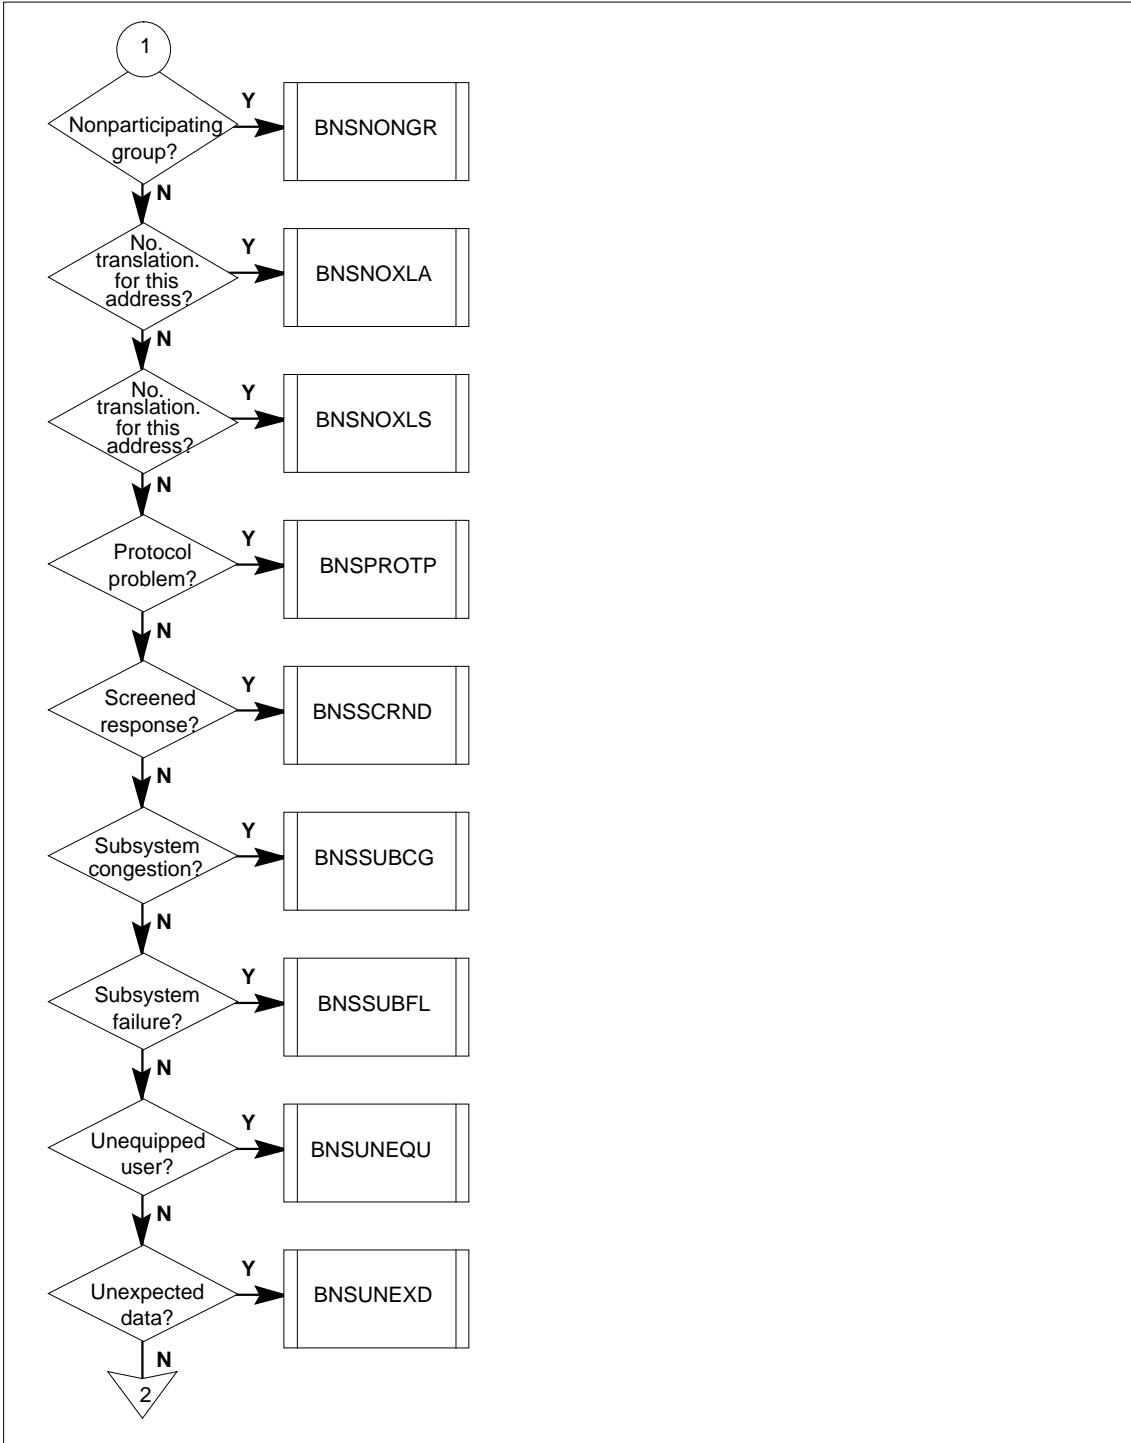 1
Nonparticipating
group?
Y
BNSNONGR
N
No.
translation.
for this
address?
Y
BNSNOXLA
N
No.
translation.
for this
address?
Y
BNSNOXLS
N
Protocol
problem?
Y
BNSPROTP
N
Screened
response?
Y
BNSSCRND
N
Subsystem
congestion?
Y
BNSSUBCG
N
Subsystem
failure?
Y
BNSSUBFL
N
Unequipped
user?
Y
BNSUNEQU
N
Unexpected
data?
Y
BNSUNEXD
N
2